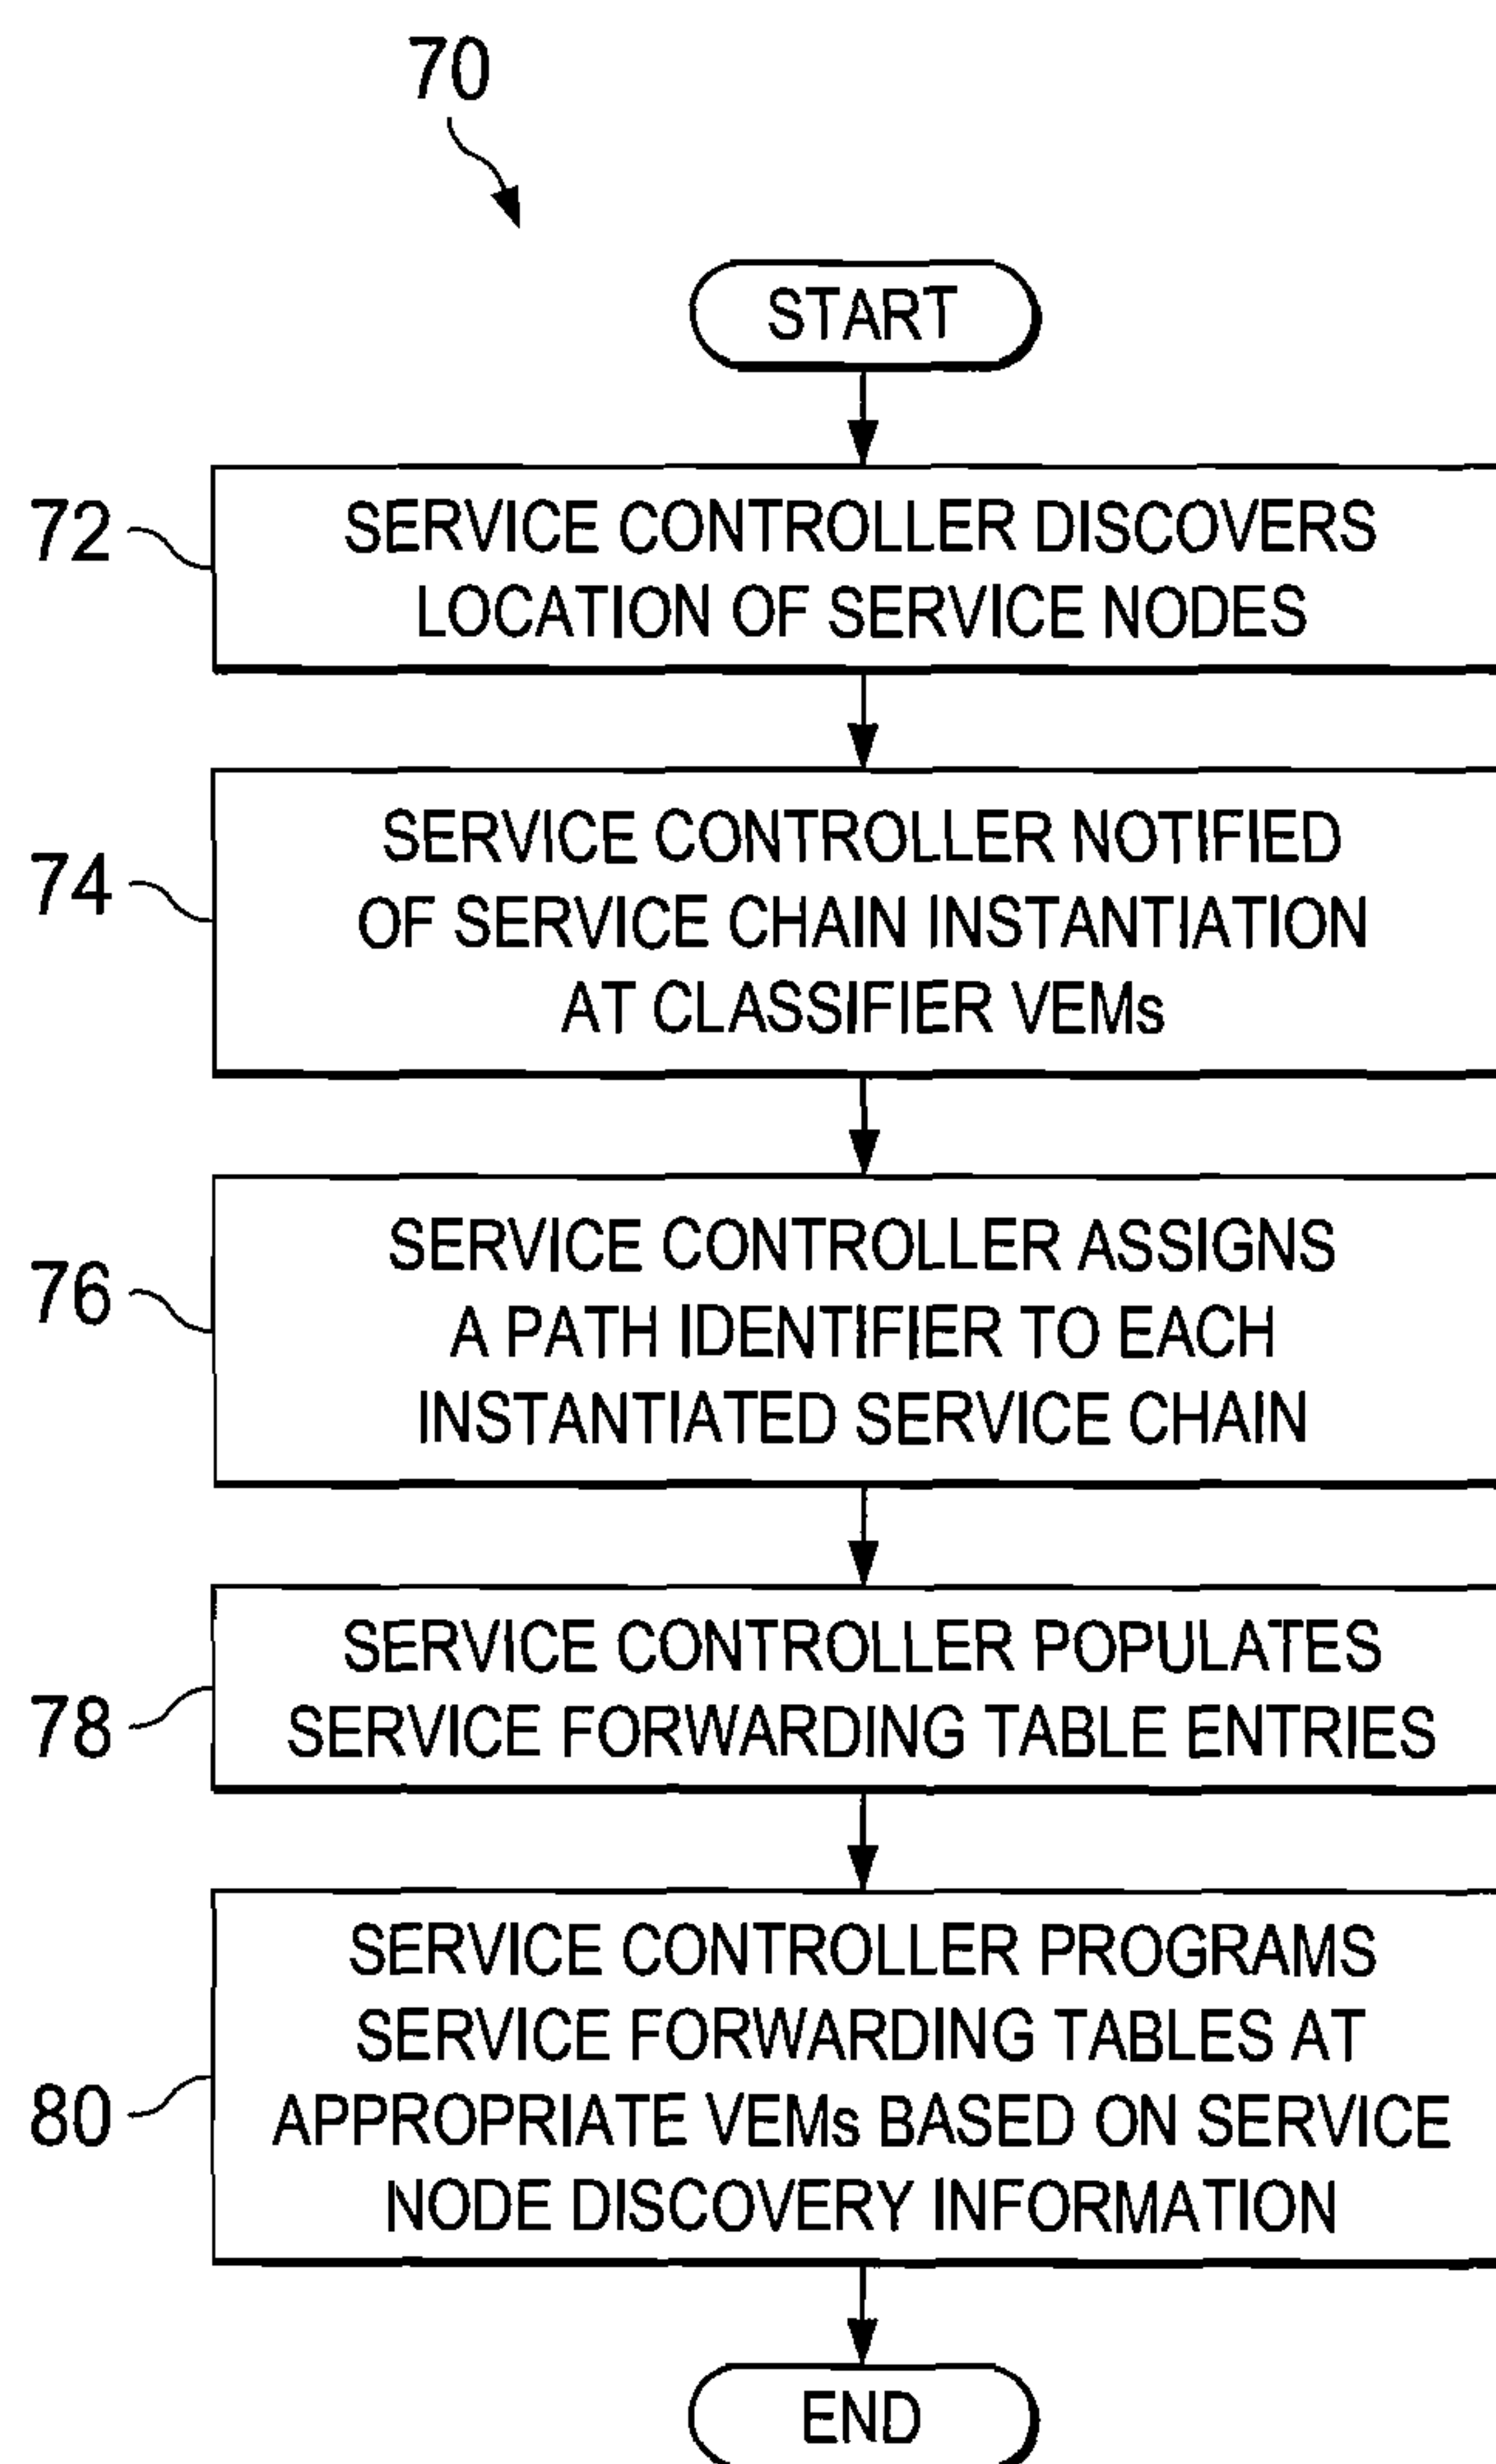 70
START
72
SERVICE CONTROLLER DISCOVERS
LOCATION OF SERVICE NODES
74
SERVICE CONTROLLER NOTIFIED
OF SERVICE CHAIN INSTANTIATION
AT CLASSIFIER VEMs
76
SERVICE CONTROLLER ASSIGNS
A PATH IDENTIFIER TO EACH
INSTANTIATED SERVICE CHAIN
78
SERVICE CONTROLLER POPULATES
SERVICE FORWARDING TABLE ENTRIES
80
SERVICE CONTROLLER PROGRAMS
SERVICE FORWARDING TABLES AT
APPROPRIATE VEMs BASED ON SERVICE
NODE DISCOVERY INFORMATION
END